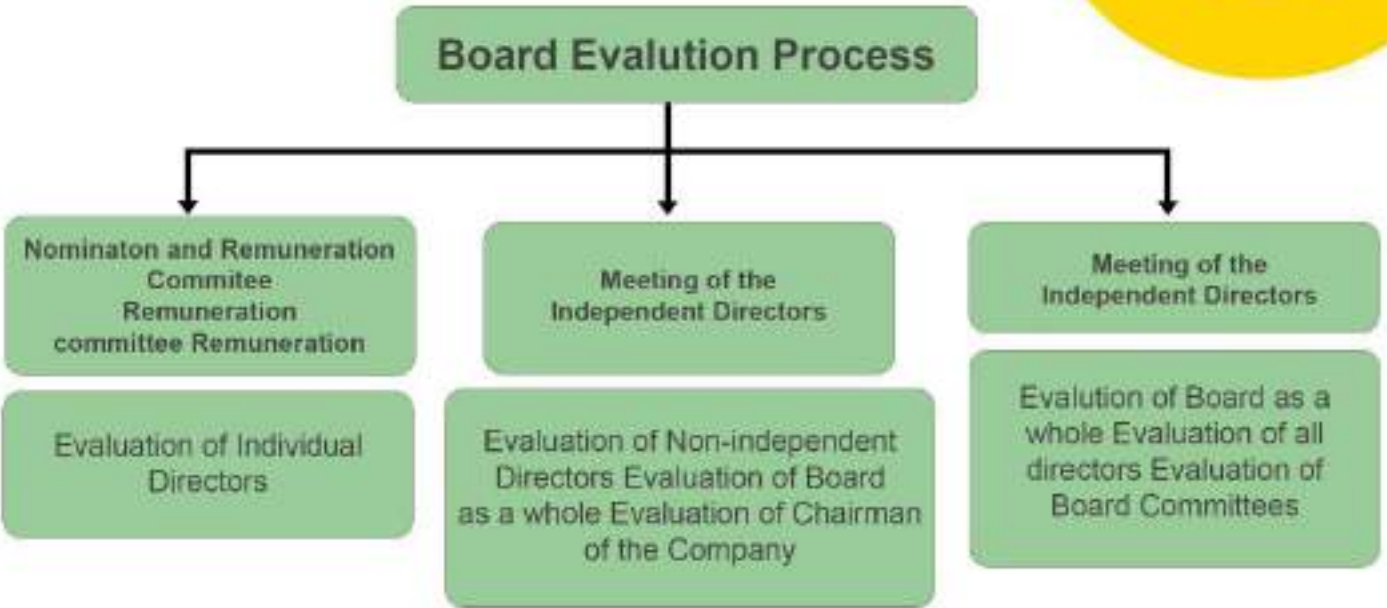 Board Evalution Process
Nominaton and Remuneration
Commitee
Remuneration
committee Remuneration
Evaluation of Individual
Directors
Meeting of the
Independent Directors
Evaluation of Non-independent
Directors Evaluation of Board
as a whole Evaluation of Chairman
of the Company
Meeting of the
Independent Directors
Evalution of Board as a
whole Evaluation of all
directors Evaluation of
Board Committees